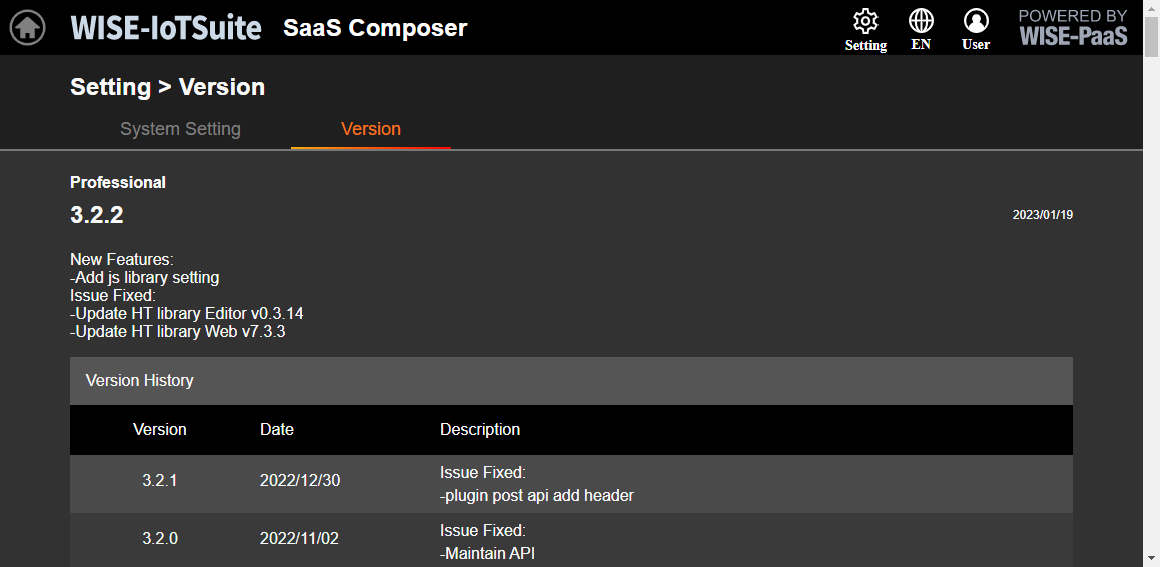 WISE-IoTSuite SaaS Composer
Setting
EN
User
POWERED BY
WISE-PaaS
Setting > Version
System Setting
Version
Professional
3.2.2
2023/01/19
New Features:
-Add js library setting
Issue Fixed:
-Update HT library Editor v0.3.14
-Update HT library Web v7.3.3
Version History
Version Date Description
3.2.1 2022/12/30 Issue Fixed:
-plugin post api add header
3.2.0 2022/11/02 Issue Fixed:
-Maintain API